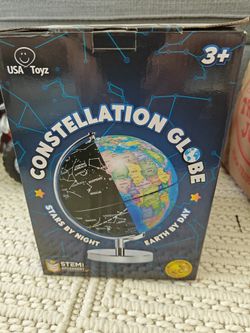 USA Toyz
3+
CONSTELLATION GLOBE
STARS BY NIGHT
EARTH BY DAY
STEM